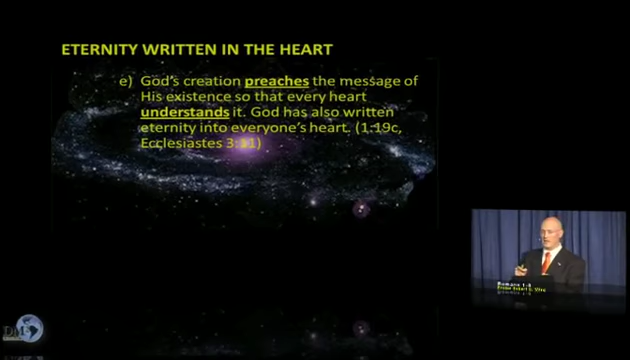 ETERNITY WRITTEN IN THE HEART
e) God's creation preaches the message of
His existence so that every heart
understands it. God has also written
eternity into everyone's heart. (1:19c,
Ecclesiastes 3:11)
Romans 1-4